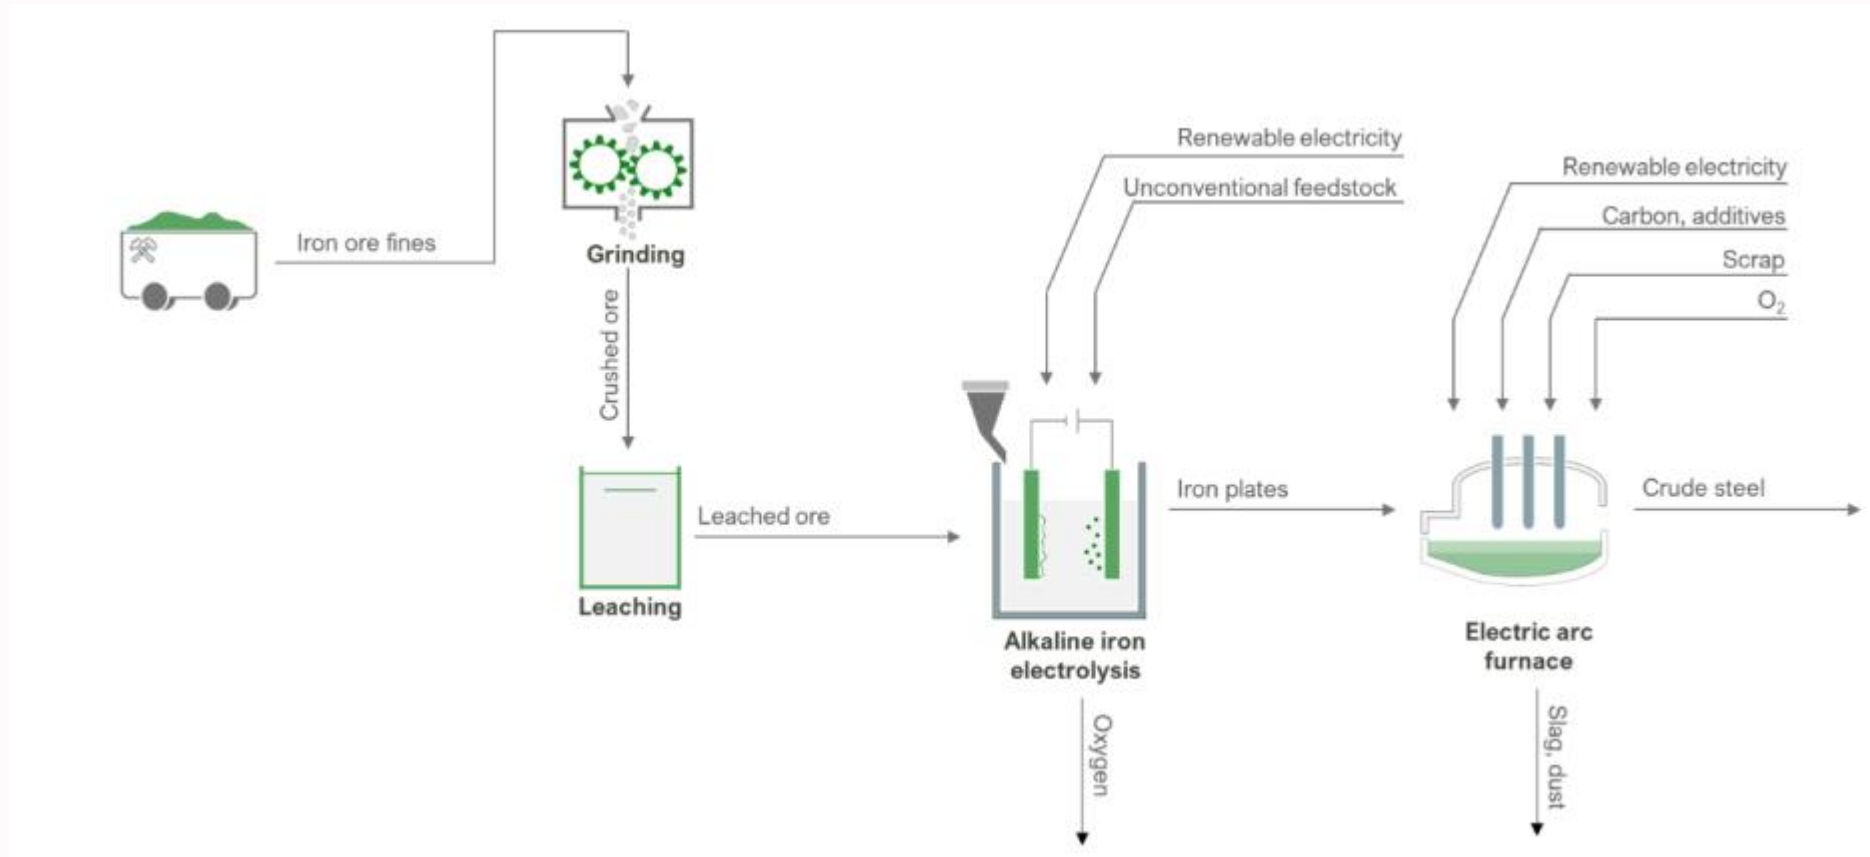 Iron ore fines
Grinding
Crushed ore
Leaching
Leached ore
Renewable electricity
Unconventional feedstock
Alkaline iron
electrolysis
Oxygen
Iron plates
Renewable electricity
Carbon, additives
Scrap
O₂
Electric arc
furnace
Slag, dust
Crude steel